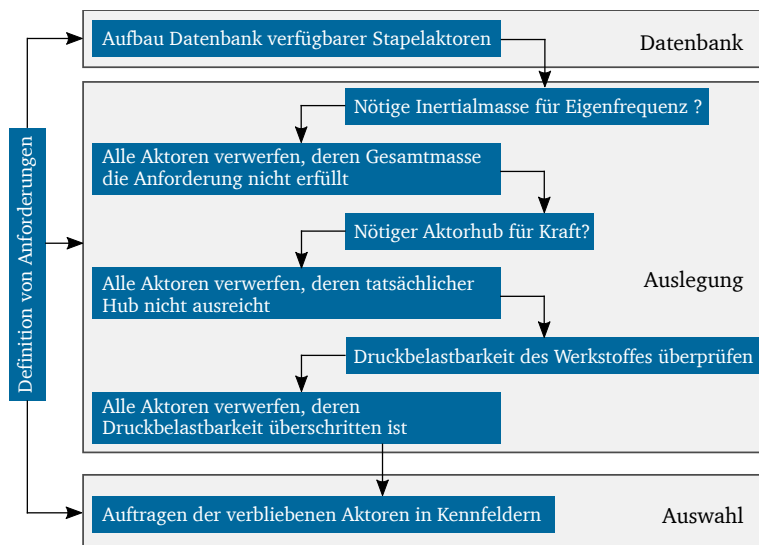 Definition von Anforderungen
Aufbau Datenbank verfügbarer Stapelaktoren
Datenbank
Nötige Inertialmasse für Eigenfrequenz ?
Alle Aktoren verwerfen, deren Gesamtmasse
die Anforderung nicht erfüllt
Nötiger Aktorhub für Kraft?
Alle Aktoren verwerfen, deren tatsächlicher
Hub nicht ausreicht
Auslegung
Druckbelastbarkeit des Werkstoffes überprüfen
Alle Aktoren verwerfen, deren
Druckbelastbarkeit überschritten ist
Auftragen der verbliebenen Aktoren in Kennfeldern
Auswahl